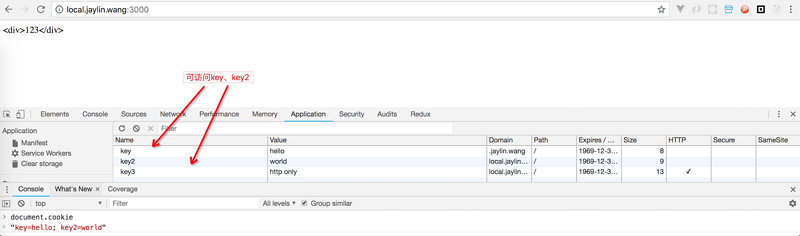 local.jaylin.wang:3000
<div>123</div>
可访问key、key2
Elements Console Sources Network Performance Memory Application Security Audits Redux
Application
Manifest
Service Workers
Clear storage
Filter
Name Value Domain Path Expires / ... Size HTTP Secure SameSite
key hello .jaylin.wang / 1969-12-3... 8
key2 world local.jaylin... / 1969-12-3... 9
key3 http only local.jaylin... / 1969-12-3... 13 ✓
Console What's New × Coverage
top Filter All levels Group similar
document.cookie
"key=hello; key2=world"